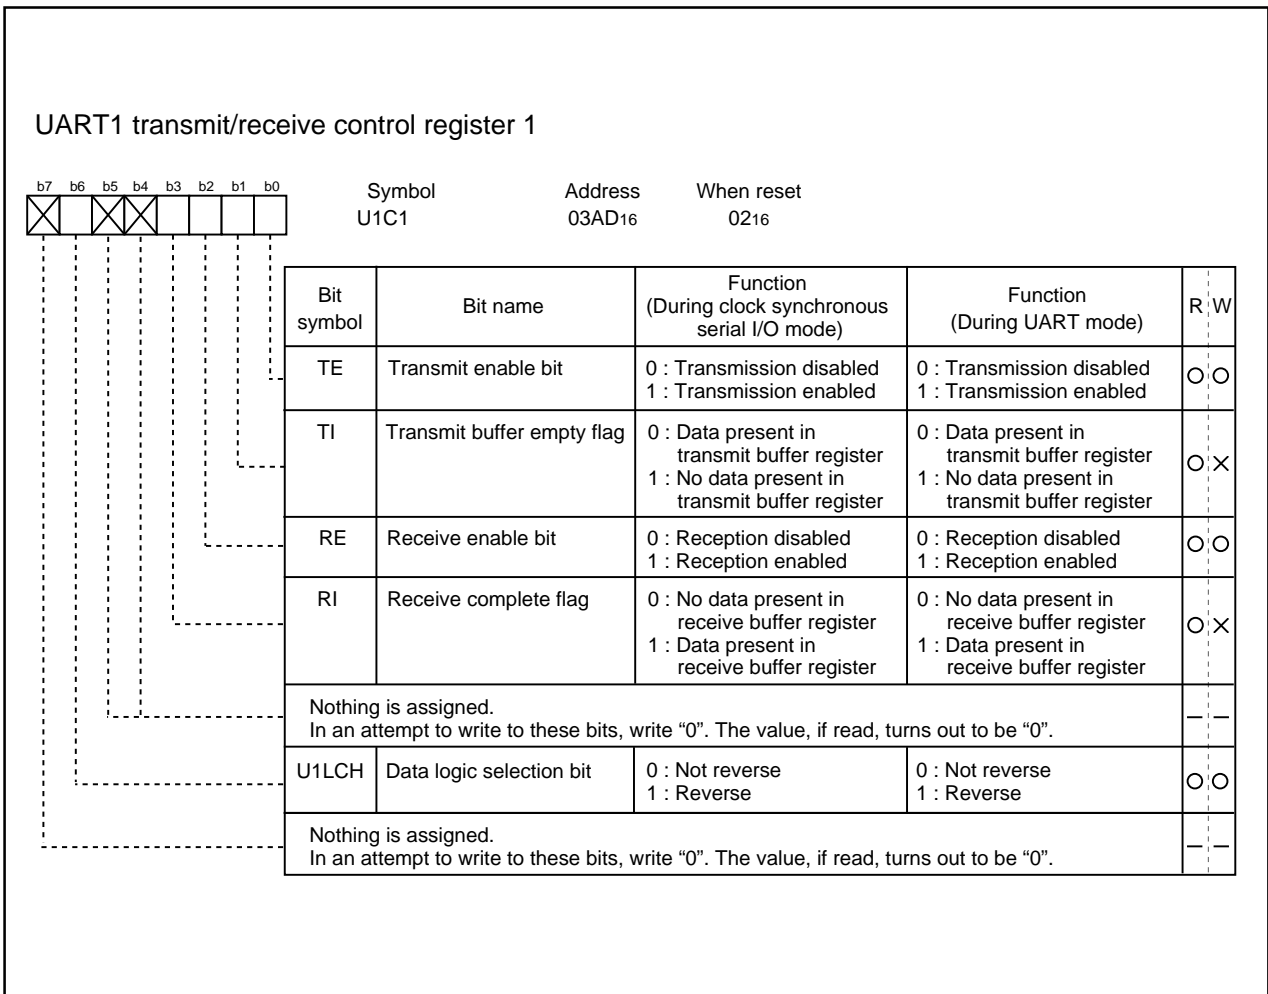 UART1 transmit/receive control register 1
b7 b6 b5 b4 b3 b2 b1 b0
Symbol Address When reset
U1C1 03AD16 0216
Bit symbol Bit name Function (During clock synchronous serial I/O mode) Function (During UART mode) R W
TE Transmit enable bit 0 : Transmission disabled 0 : Transmission disabled
1 : Transmission enabled 1 : Transmission enabled
TI Transmit buffer empty flag 0 : Data present in 0 : Data present in
transmit buffer register transmit buffer register
1 : No data present in 1 : No data present in
transmit buffer register transmit buffer register
RE Receive enable bit 0 : Reception disabled 0 : Reception disabled
1 : Reception enabled 1 : Reception enabled
RI Receive complete flag 0 : No data present in 0 : No data present in
receive buffer register receive buffer register
1 : Data present in 1 : Data present in
receive buffer register receive buffer register
Nothing is assigned.
In an attempt to write to these bits, write “0”. The value, if read, turns out to be “0”. – –
U1LCH Data logic selection bit 0 : Not reverse 0 : Not reverse
1 : Reverse 1 : Reverse
Nothing is assigned.
In an attempt to write to these bits, write “0”. The value, if read, turns out to be “0”. – –